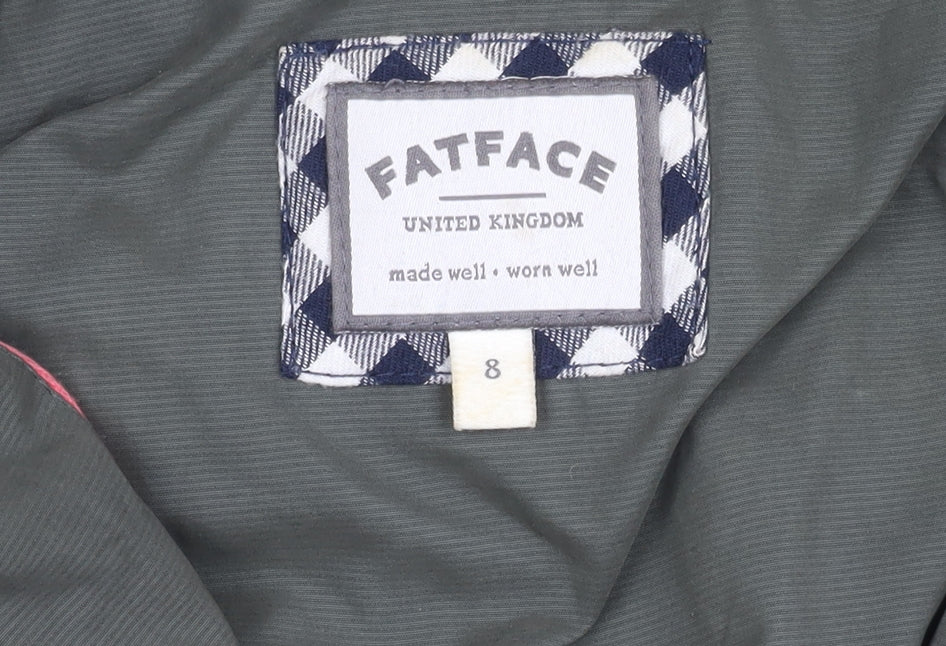 FATFACE
UNITED KINGDOM
made well • worn well
8